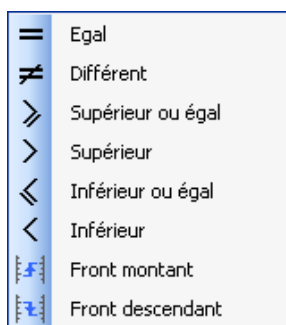 Egal
Différent
Supérieur ou égal
Supérieur
Inférieur ou égal
Inférieur
Front montant
Front descendant